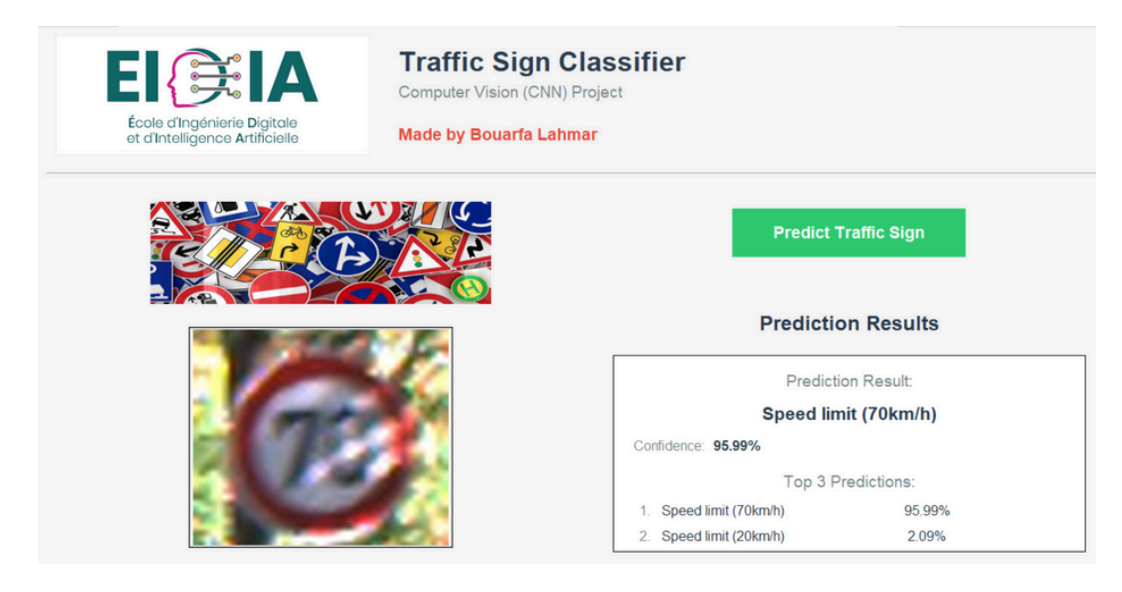 EIDIA
École d'Ingénierie Digitale
et d'Intelligence Artificielle
Traffic Sign Classifier
Computer Vision (CNN) Project
Made by Bouarfa Lahmar
H
Predict Traffic Sign
Prediction Results
Prediction Result:
Speed limit (70km/h)
Confidence: 95.99%
Top 3 Predictions:
1. Speed limit (70km/h) 95.99%
2. Speed limit (20km/h) 2.09%